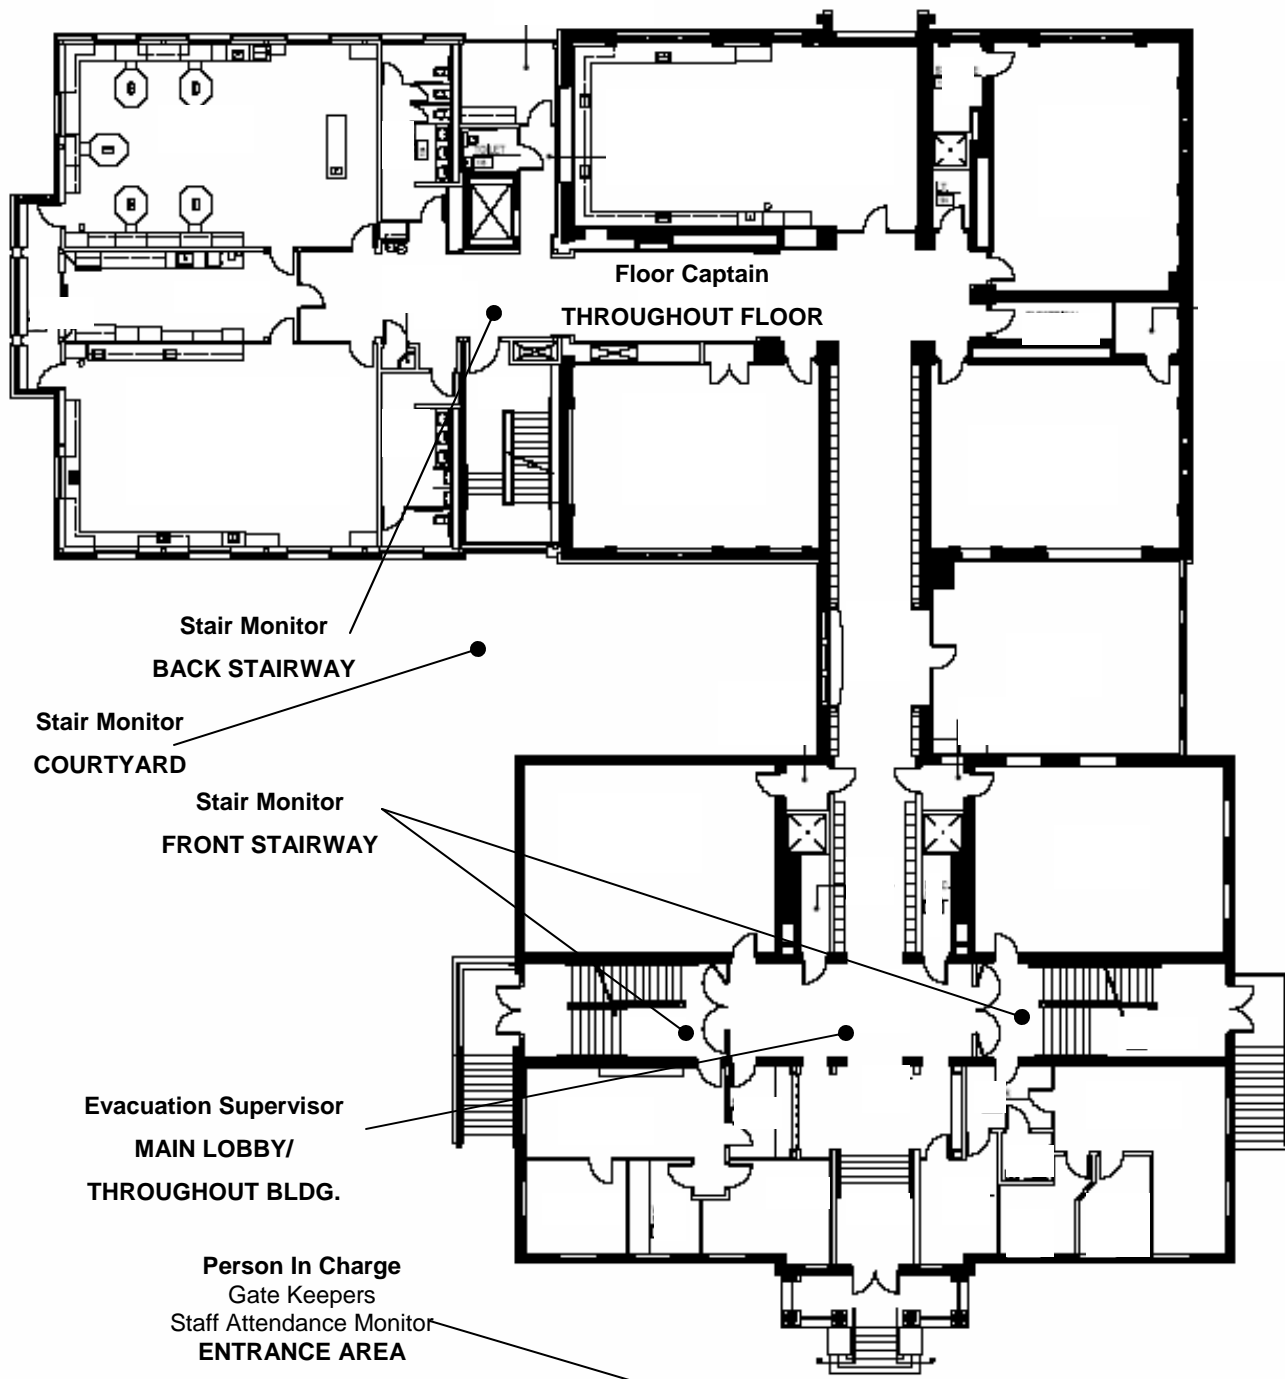 TOILET
Floor Captain
THROUGHOUT FLOOR
Stair Monitor
BACK STAIRWAY
Stair Monitor
COURTYARD
Stair Monitor
FRONT STAIRWAY
Evacuation Supervisor
MAIN LOBBY/
THROUGHOUT BLDG.
Person In Charge
Gate Keepers
Staff Attendance Monitor
ENTRANCE AREA